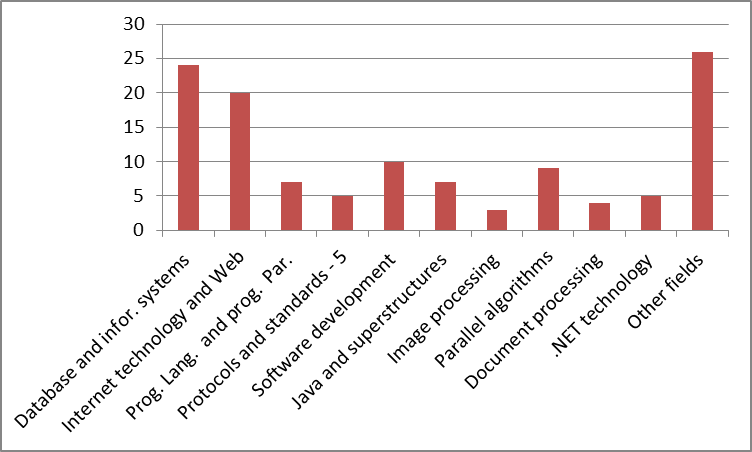 30
25
20
15
10
5
0
Database and infor. systems
Internet technology and Web
Prog. Lang.  and prog. Par.
Protocols and standards - 5
Software development
Java and superstructures
Image processing
Parallel algorithms
Document processing
.NET technology
Other fields